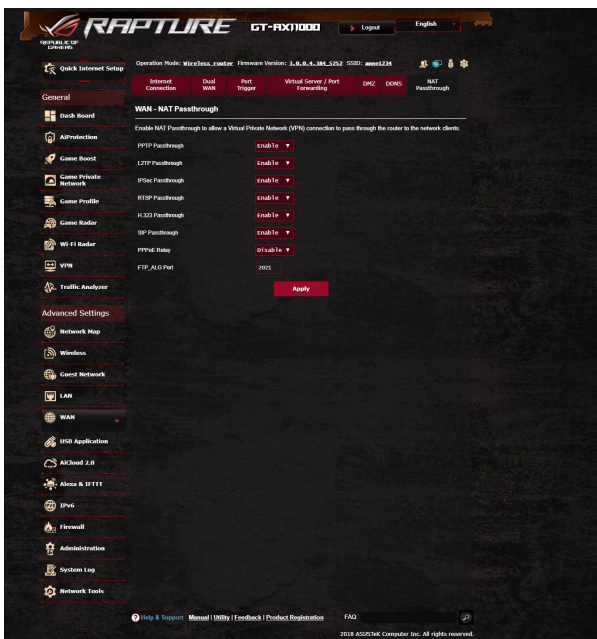 REPUBLIC OF
GAMERS
RAPTURE GT-AX11000 Logout English
Quick Internet Setup
Operation Mode: Wireless router Firmware Version: 3.0.0.4.384_5252 SSID: anne1234
Internet Connection Dual WAN Port Trigger Virtual Server / Port Forwarding DMZ DDNS NAT Passthrough
General
Dash Board
AiProtection
Game Boost
Game Private Network
Game Profile
Game Radar
Wi-Fi Radar
VPN
Traffic Analyzer
Advanced Settings
Network Map
Wireless
Guest Network
LAN
WAN
USB Application
AiCloud 2.0
Alexa & IFTTT
IPv6
Firewall
Administration
System Log
Network Tools
WAN - NAT Passthrough
Enable NAT Passthrough to allow a Virtual Private Network (VPN) connection to pass through the router to the network clients.
PPTP Passthrough Enable
L2TP Passthrough Enable
IPSec Passthrough Enable
RTSP Passthrough Enable
H.323 Passthrough Enable
SIP Passthrough Enable
PPPoE Relay Disable
FTP_ALG Port 2021
Apply
Help & Support Manual | Utility | Feedback | Product Registration FAQ
2018 ASUSTeK Computer Inc. All rights reserved.